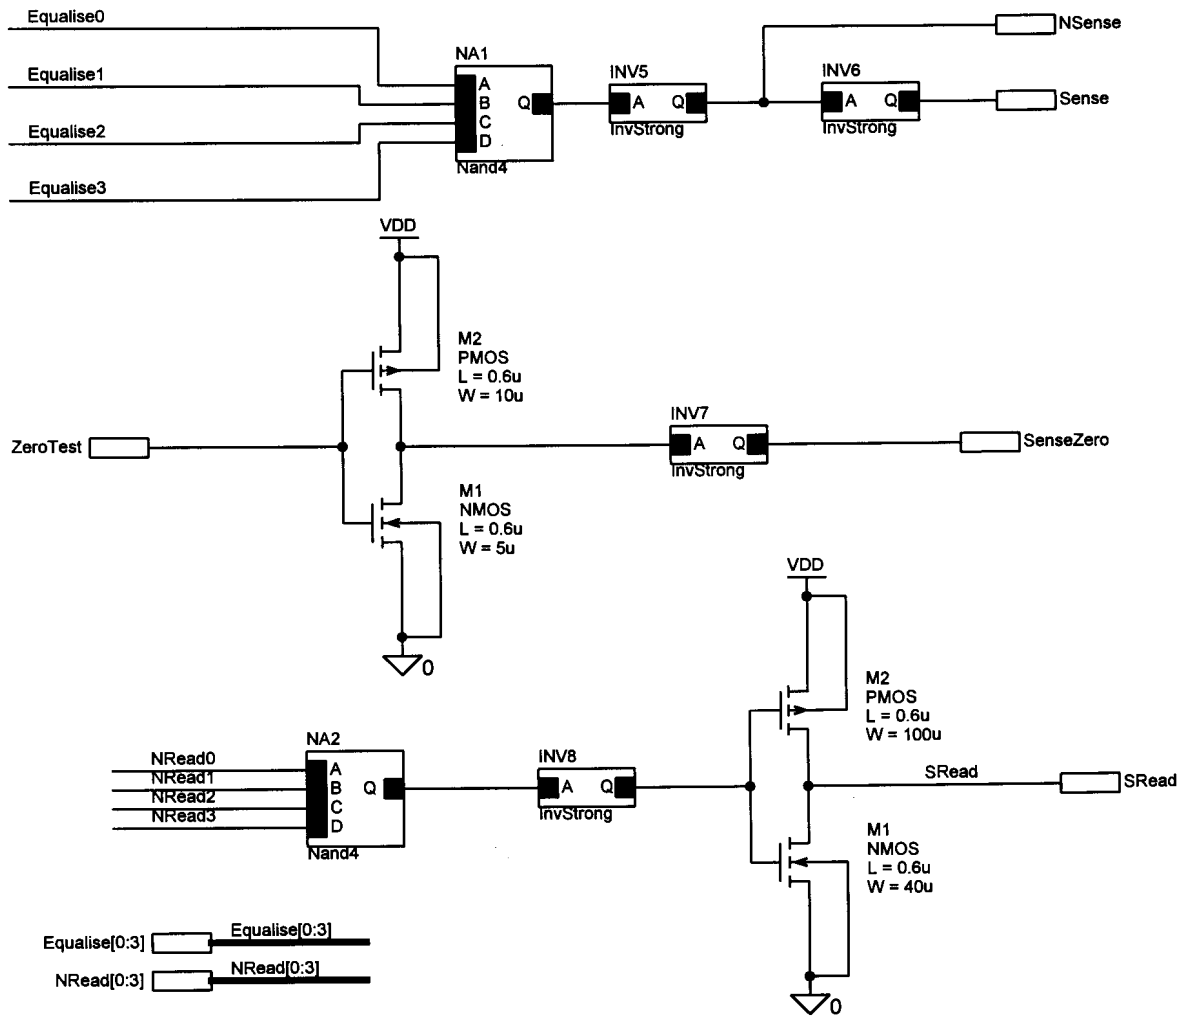 Equalise0
NSense
NA1
INV5
INV6
Equalise1
A
B
Q
A
Q
A
Q
Sense
C
Equalise2
D
InvStrong
InvStrong
Nand4
Equalise3
VDD
M2
PMOS
L = 0.6u
W = 10u
INV7
ZeroTest
A
Q
SenseZero
InvStrong
M1
NMOS
L = 0.6u
W = 5u
VDD
0
M2
PMOS
L = 0.6u
W = 100u
NA2
INV8
NRead0
A
NRead1
B
Q
A
Q
SRead
SRead
NRead2
C
InvStrong
NRead3
D
Nand4
M1
NMOS
L = 0.6u
W = 40u
Equalise[0:3]
Equalise[0:3]
NRead[0:3]
NRead[0:3]
0